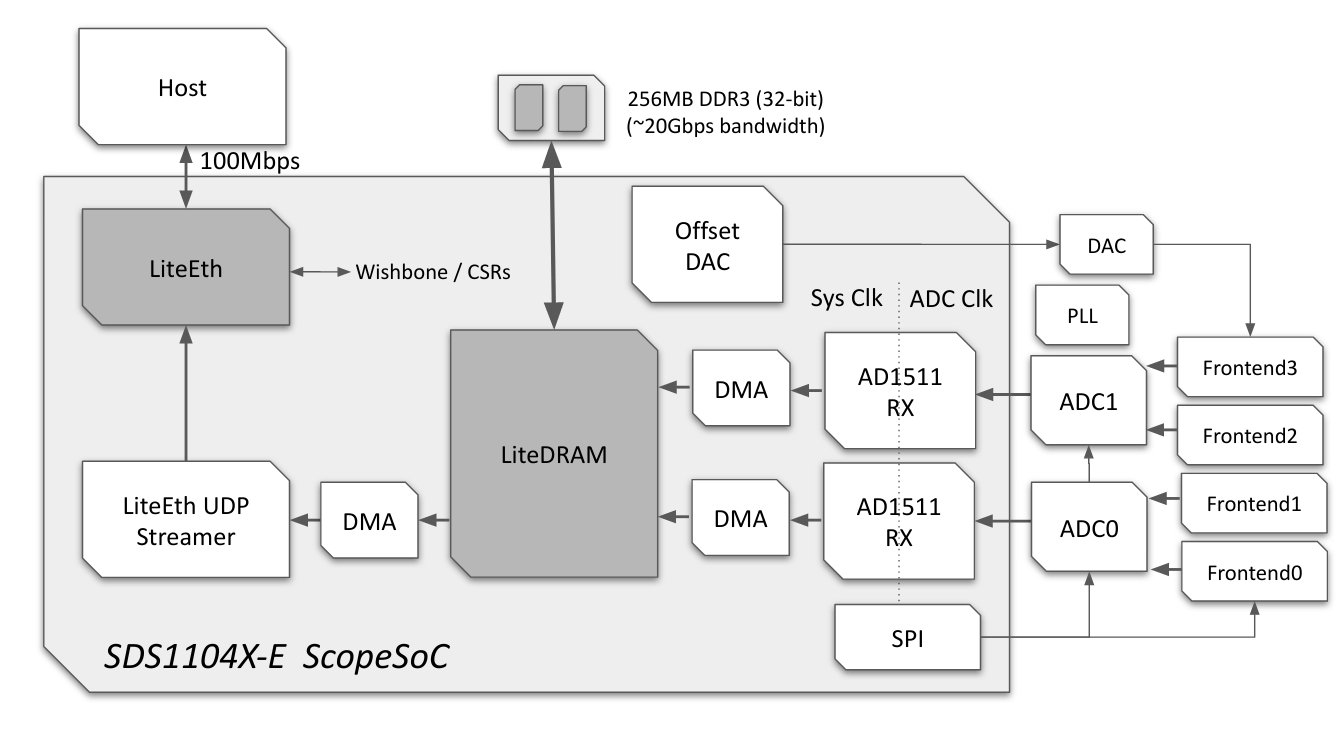 Host
256MB DDR3 (32-bit)
(~20Gbps bandwidth)
100Mbps
Offset
DAC
DAC
LiteEth
Wishbone / CSRs
Sys Clk
ADC Clk
PLL
Frontend3
AD1511
RX
DMA
ADC1
Frontend2
LiteDRAM
LiteEth UDP
Streamer
DMA
DMA
AD1511
RX
ADC0
Frontend1
Frontend0
SPI
SDS1104X-E ScopeSoC